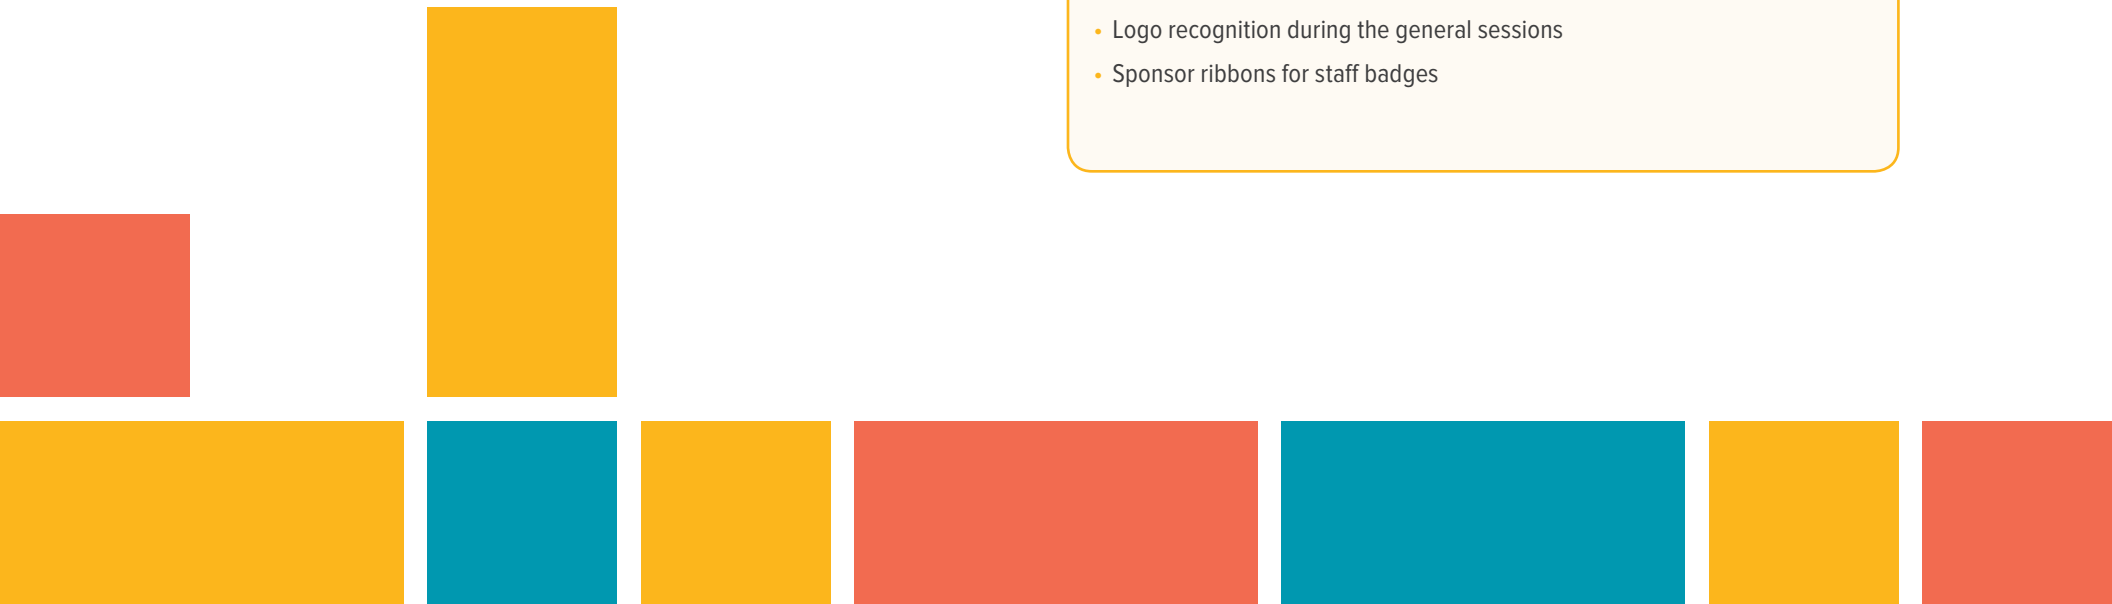 • Logo recognition during the general sessions
• Sponsor ribbons for staff badges